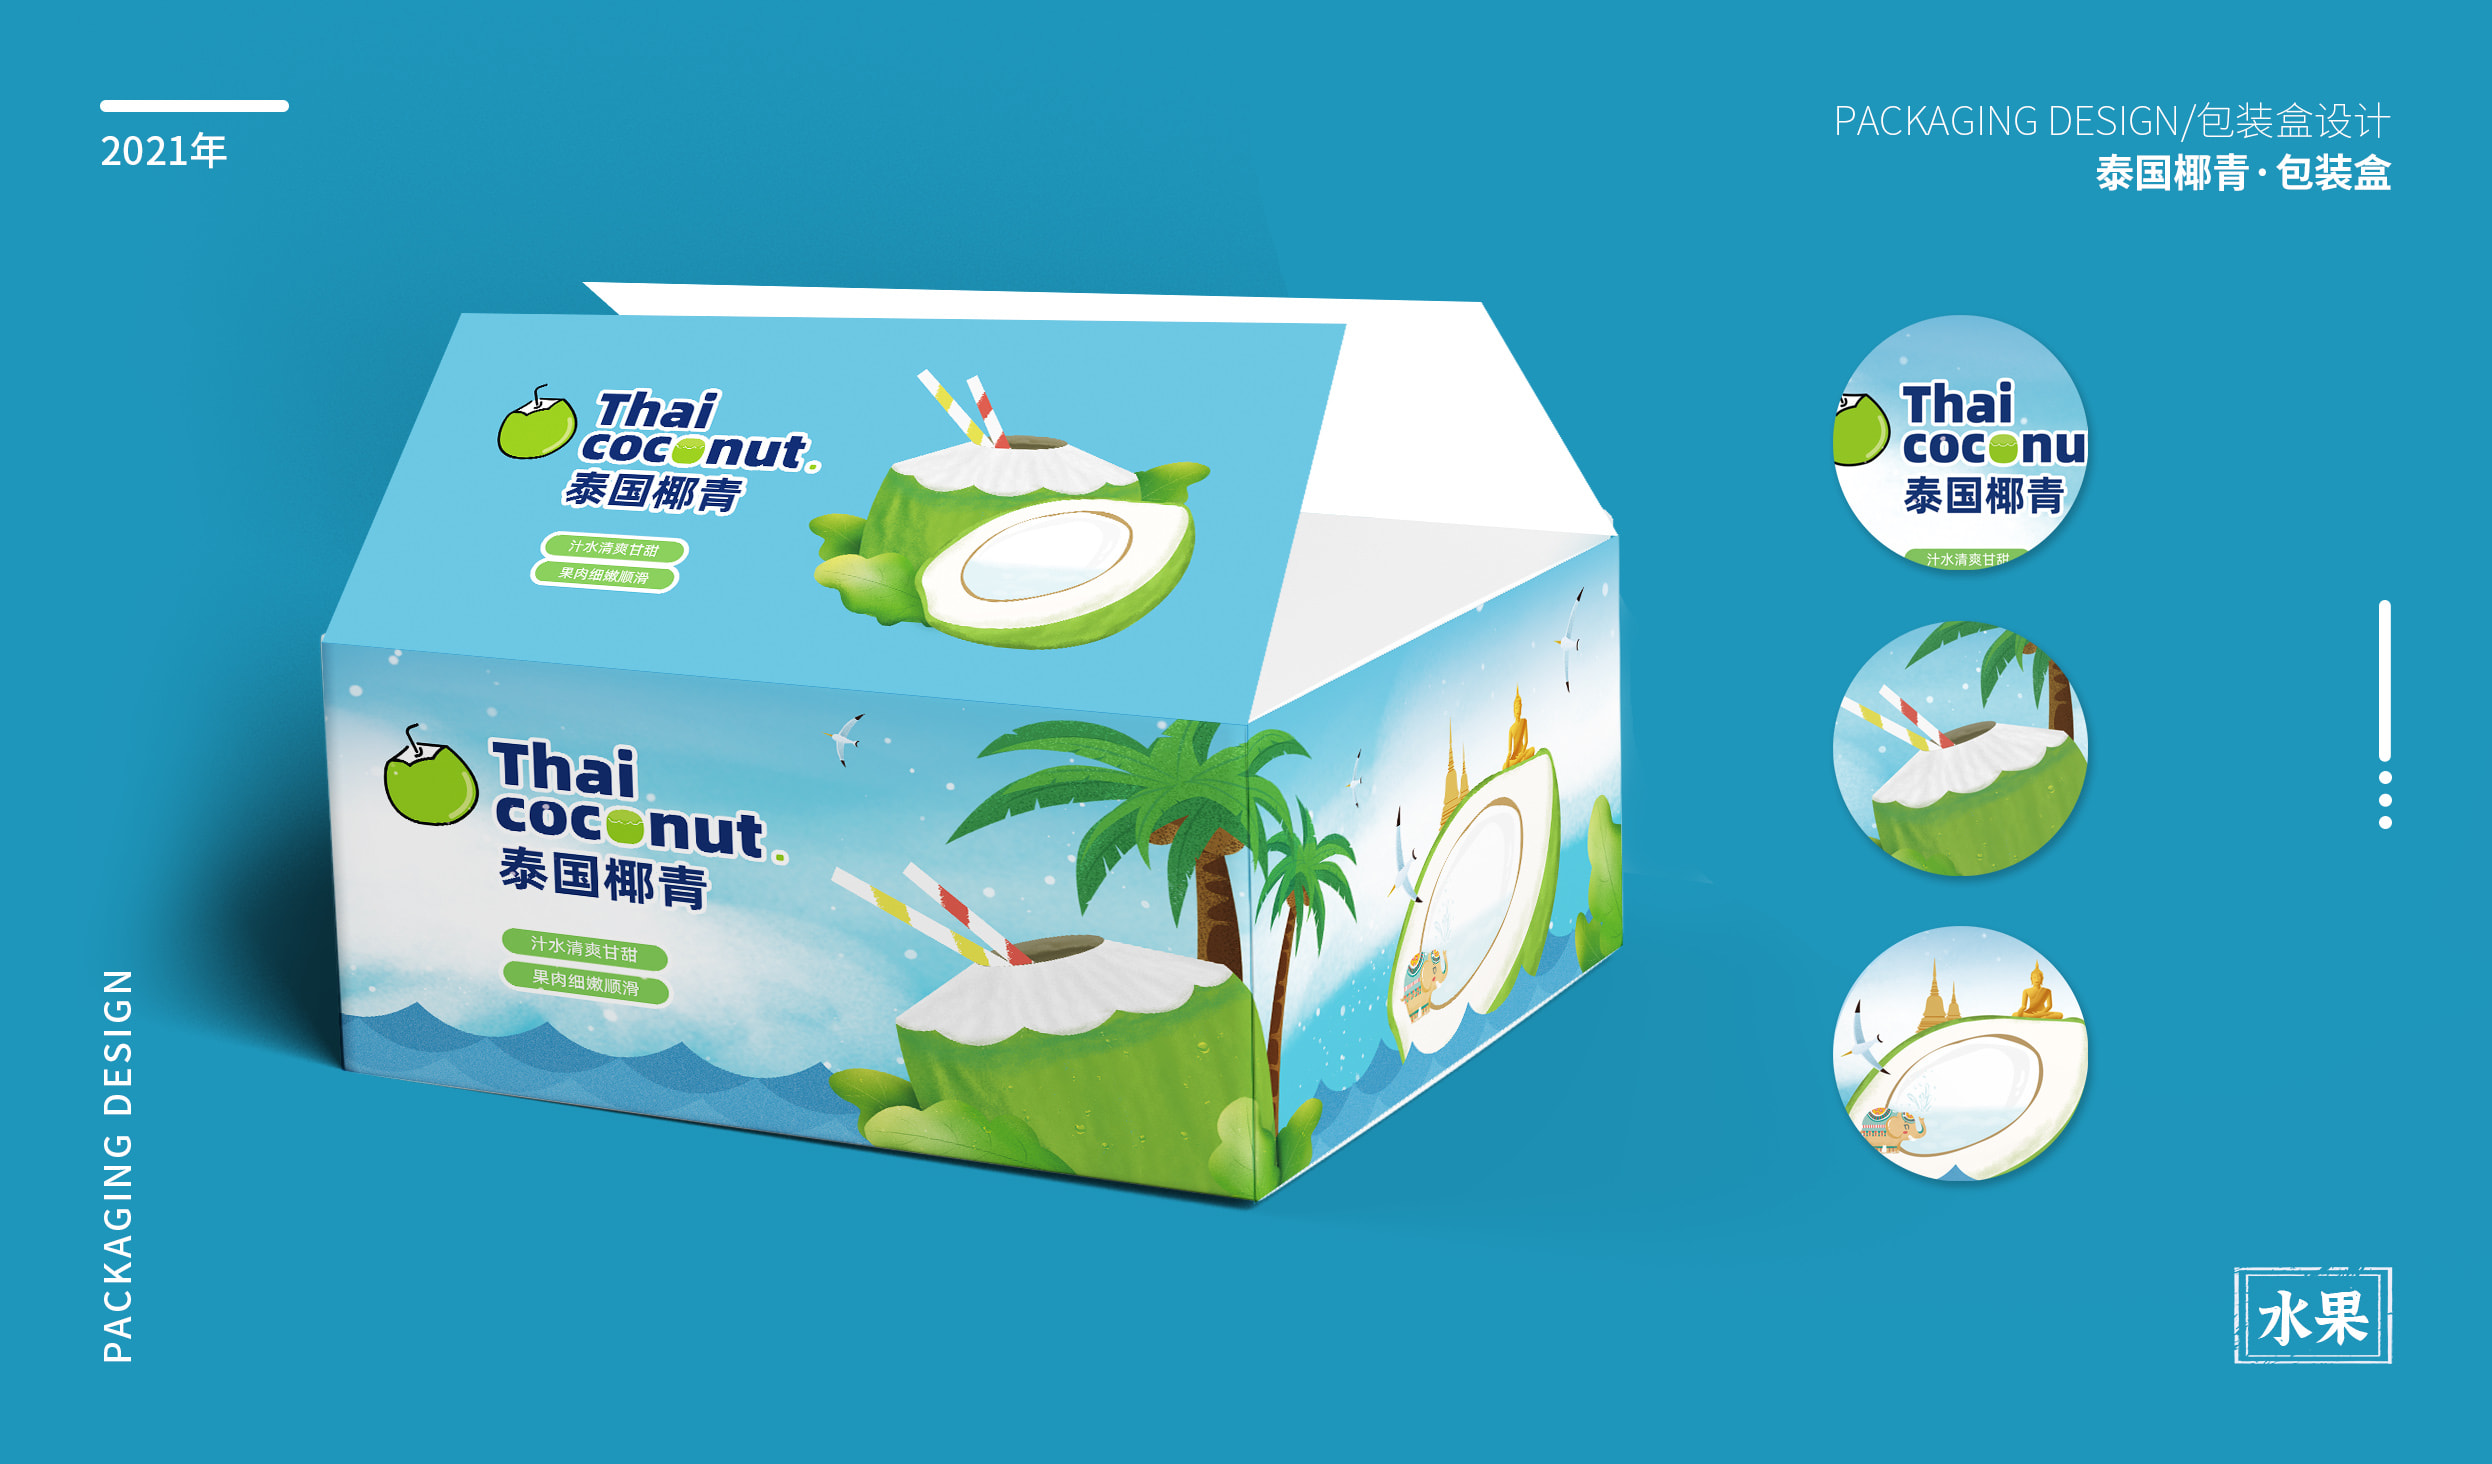 2021年
PACKAGING DESIGN/包装盒设计
泰国椰青·包装盒
Thai
coconut.
泰国椰青
汁水清爽甘甜
果肉细嫩顺滑
Thai
coconut.
泰国椰青
汁水清爽甘甜
果肉细嫩顺滑
Thai
coconu
泰国椰青
汁水清爽甘甜
PACKAGING DESIGN
水果